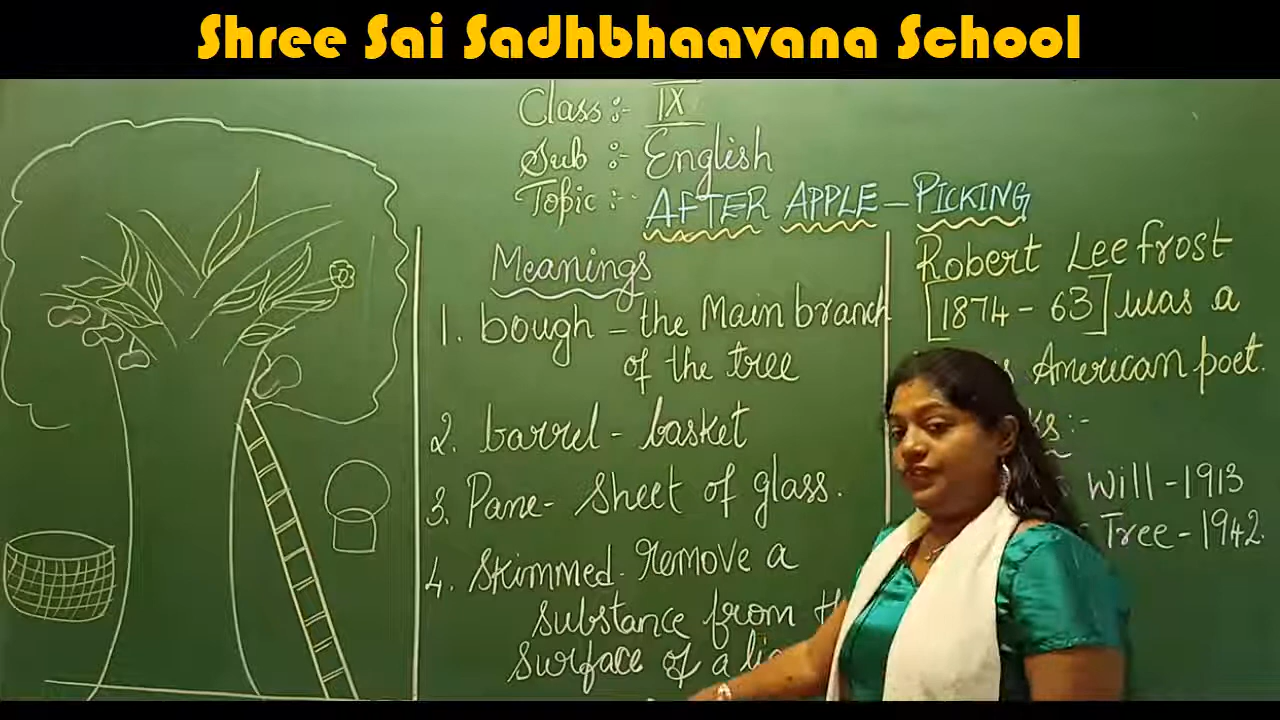 Shree Sai Sadhbhaavana School
Class:- IX
Sub :- English
Topic :- AFTER APPLE - PICKING
Meanings
1. bough - the Main branch
of the tree
2. barrel - basket
3. Pane - Sheet of glass.
4. Skimmed - Remove a
Substance from
Surface of a
Robert Lee frost
[1874 - 63] was a
American poet.
Will - 1913
Tree - 1942.